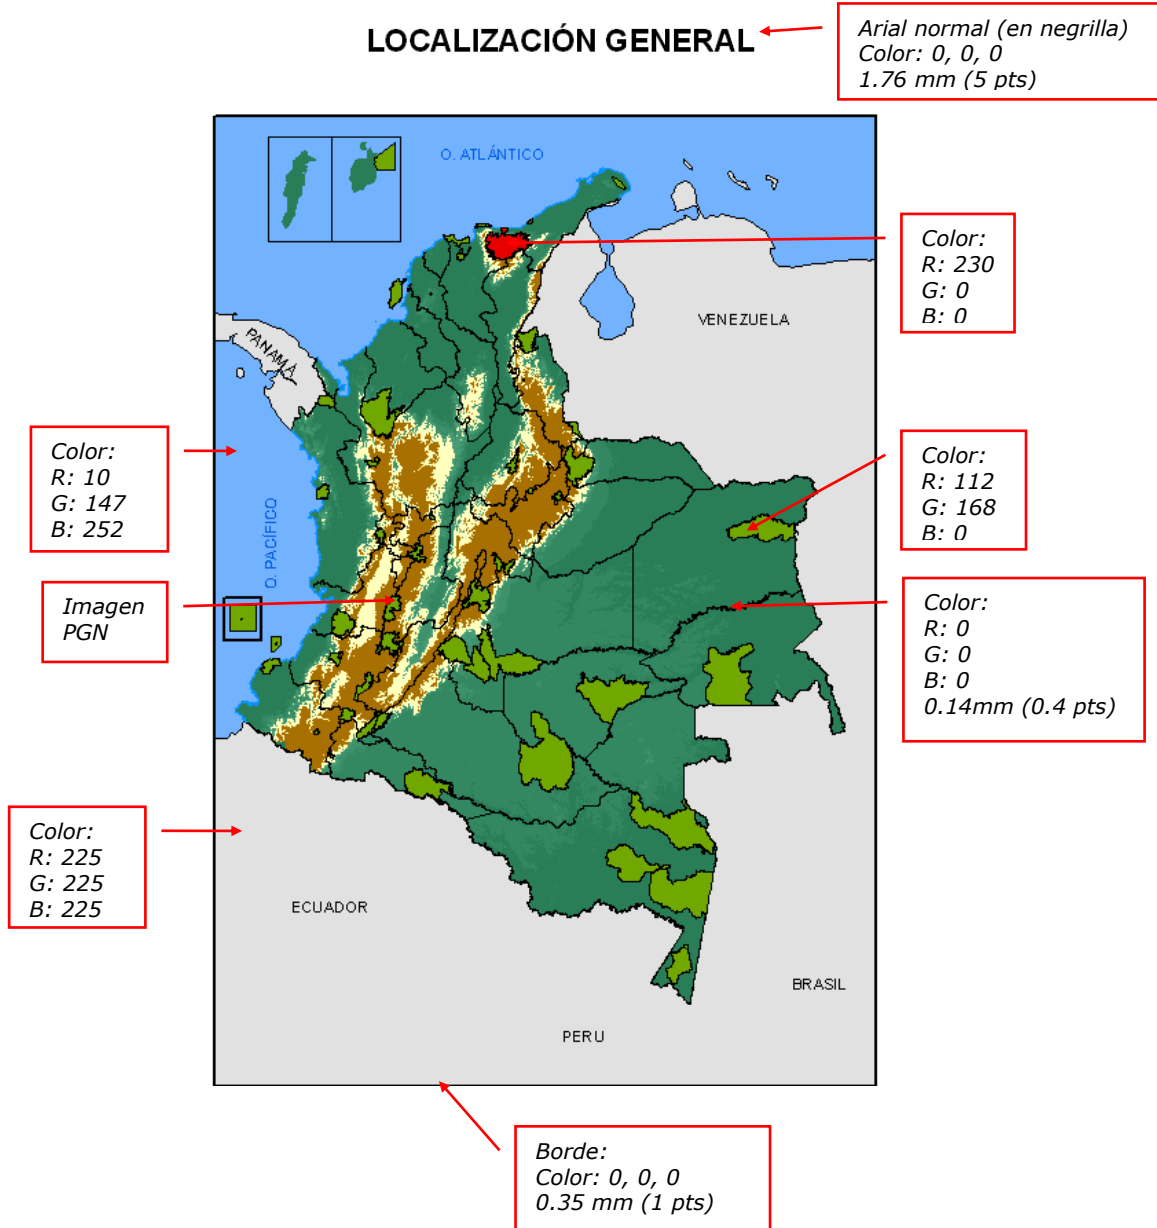 LOCALIZACIÓN GENERAL
Arial normal (en negrilla)
Color: 0, 0, 0
1.76 mm (5 pts)
O. ATLÁNTICO
Color:
R: 230
G: 0
B: 0
VENEZUELA
PANAMÁ
Color:
R: 10
G: 147
B: 252
Color:
R: 112
G: 168
B: 0
O. PACÍFICO
Imagen
PGN
Color:
R: 0
G: 0
B: 0
0.14mm (0.4 pts)
Color:
R: 225
G: 225
B: 225
ECUADOR
BRASIL
PERU
Borde:
Color: 0, 0, 0
0.35 mm (1 pts)